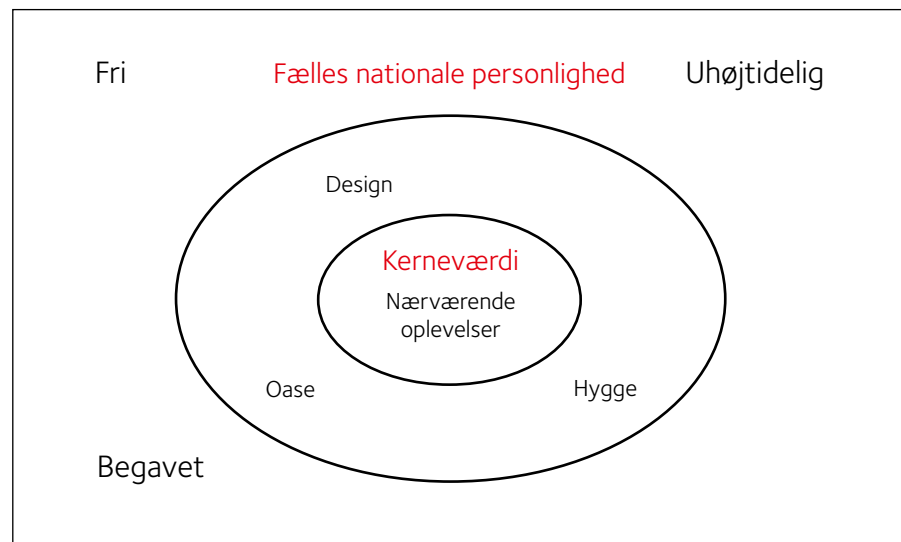 Fri
Fælles nationale personlighed
Uhøjtidelig
Design
Kerneværdi
Nærværende
oplevelser
Oase
Hygge
Begavet